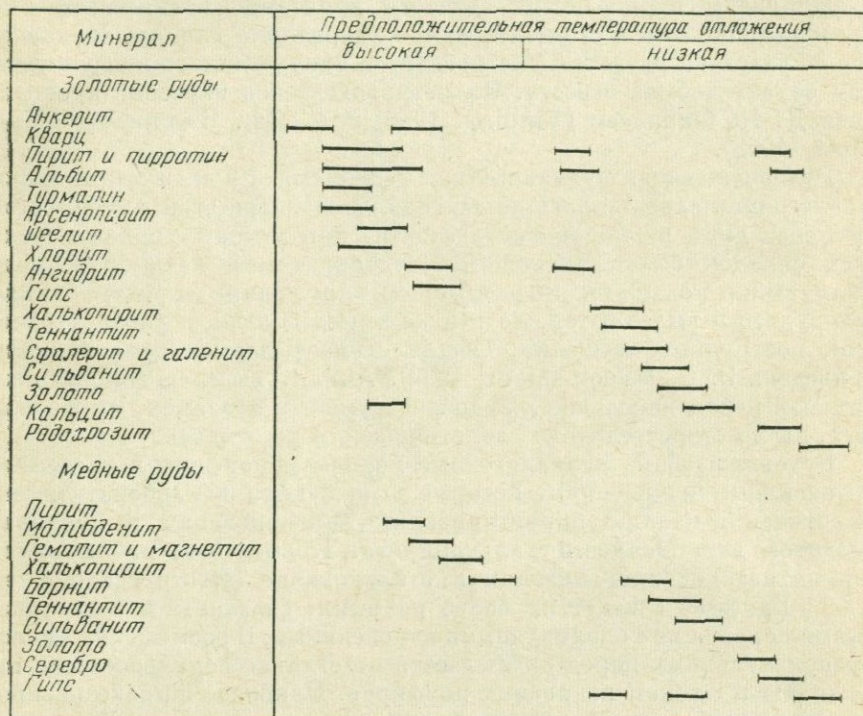 Минерал
Предположительная температура отложения
Высокая
низкая
Золотые руды
Анкерит
Кварц
Пирит и пирротин
Альбит
Турмалин
Арсенопирит
Шеелит
Хлорит
Ангидрит
Гипс
Халькопирит
Теннантит
Сфалерит и галенит
Сильванит
Золото
Кальцит
Родохрозит
Медные руды
Пирит
Молибденит
Гематит и магнетит
Халькопирит
Борнит
Теннантит
Сильванит
Золото
Серебро
Гипс